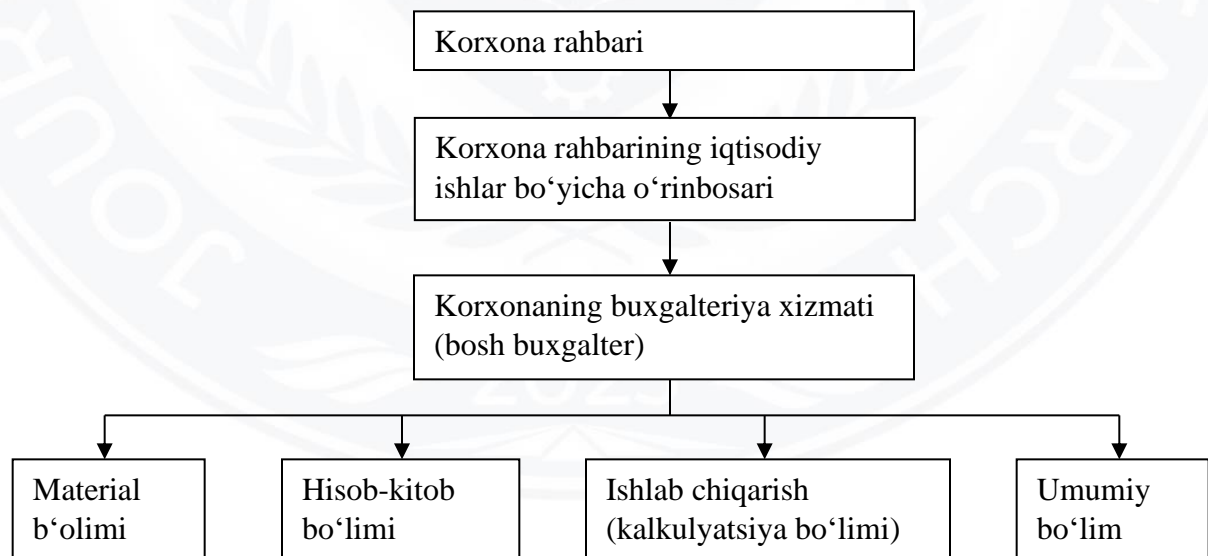 Korxona rahbari
Korxona rahbarining iqtisodiy
ishlar bo‘yicha o‘rinbosari
Korxonaning buxgalteriya xizmati
(bosh buxgalter)
Material
b‘olimi
Hisob-kitob
bo‘limi
Ishlab chiqarish
(kalkulyatsiya bo‘limi)
Umumiy
bo‘lim
2023